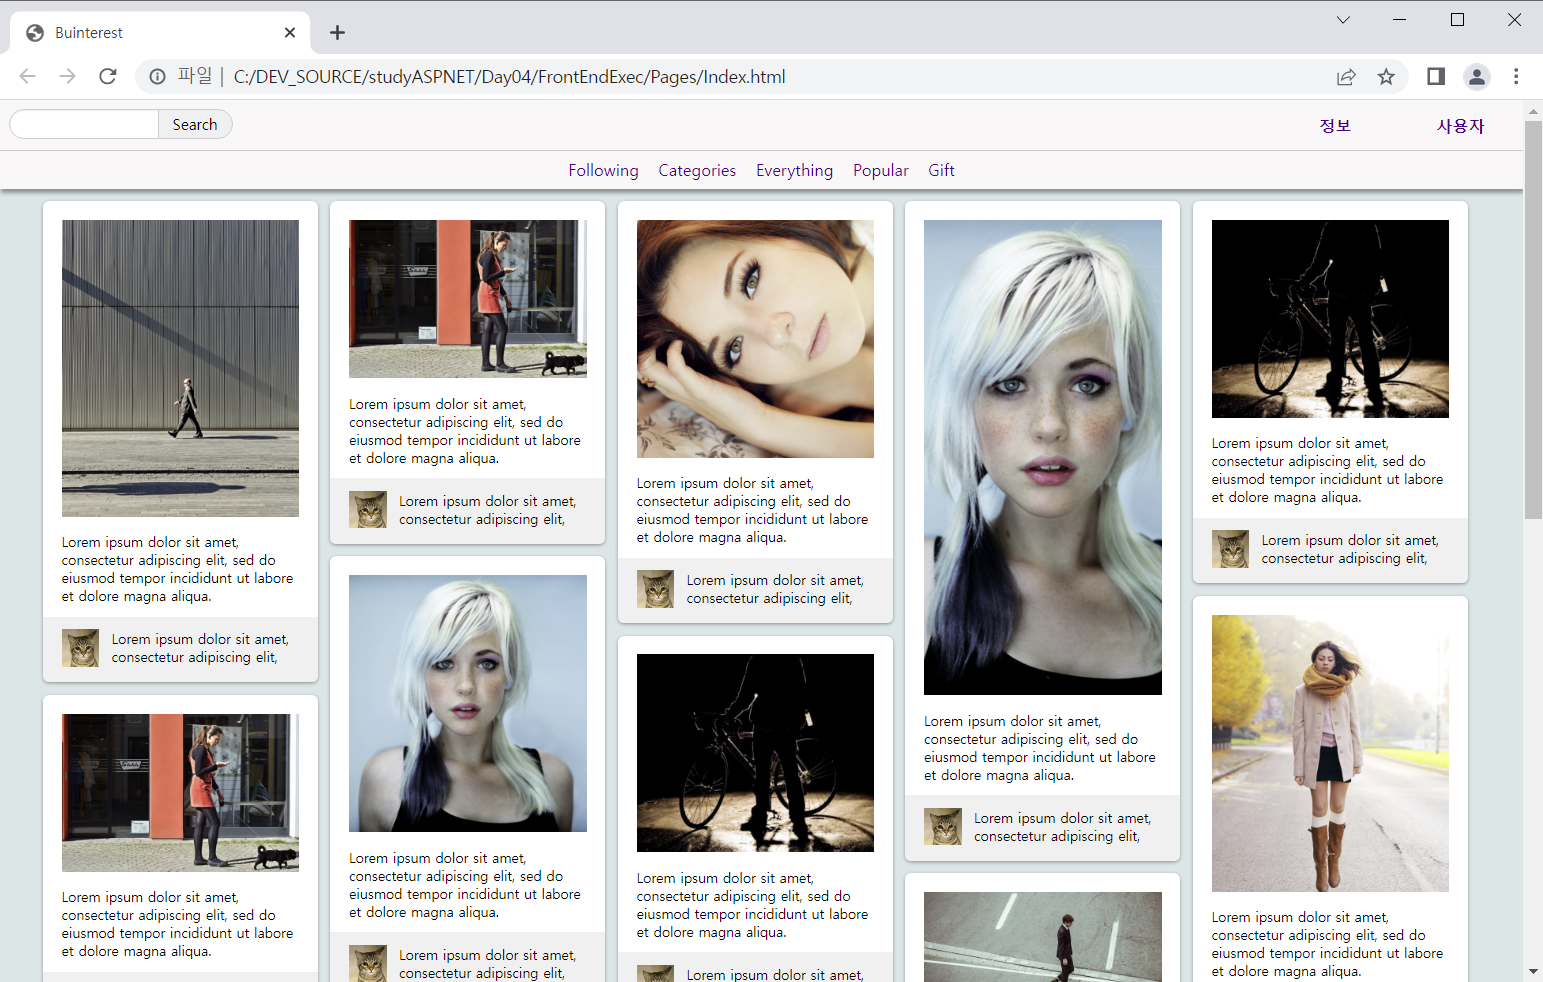 Buinterest
파일 | C:/DEV_SOURCE/studyASPNET/Day04/FrontEndExec/Pages/Index.html
Search
정보
사용자
Following Categories Everything Popular Gift
Lorem ipsum dolor sit amet,
consectetur adipiscing elit, sed do
eiusmod tempor incididunt ut labore
et dolore magna aliqua.
Lorem ipsum dolor sit amet,
consectetur adipiscing elit,
Lorem ipsum dolor sit amet,
consectetur adipiscing elit, sed do
eiusmod tempor incididunt ut labore
et dolore magna aliqua.
Lorem ipsum dolor sit amet,
consectetur adipiscing elit, sed do
eiusmod tempor incididunt ut labore
et dolore magna aliqua.
Lorem ipsum dolor sit amet,
consectetur adipiscing elit,
Lorem ipsum dolor sit amet,
consectetur adipiscing elit, sed do
eiusmod tempor incididunt ut labore
et dolore magna aliqua.
Lorem ipsum dolor sit amet,
consectetur adipiscing elit,
Lorem ipsum dolor sit amet,
consectetur adipiscing elit, sed do
eiusmod tempor incididunt ut labore
et dolore magna aliqua.
Lorem ipsum dolor sit amet,
consectetur adipiscing elit,
Lorem ipsum dolor sit amet,
consectetur adipiscing elit, sed do
eiusmod tempor incididunt ut labore
et dolore magna aliqua.
Lorem ipsum dolor sit amet,
Lorem ipsum dolor sit amet,
consectetur adipiscing elit, sed do
eiusmod tempor incididunt ut labore
et dolore magna aliqua.
Lorem ipsum dolor sit amet,
consectetur adipiscing elit,
Lorem ipsum dolor sit amet,
consectetur adipiscing elit, sed do
eiusmod tempor incididunt ut labore
et dolore magna aliqua.
Lorem ipsum dolor sit amet,
consectetur adipiscing elit,
Lorem ipsum dolor sit amet,
consectetur adipiscing elit, sed do
eiusmod tempor incididunt ut labore
et dolore magna aliqua.